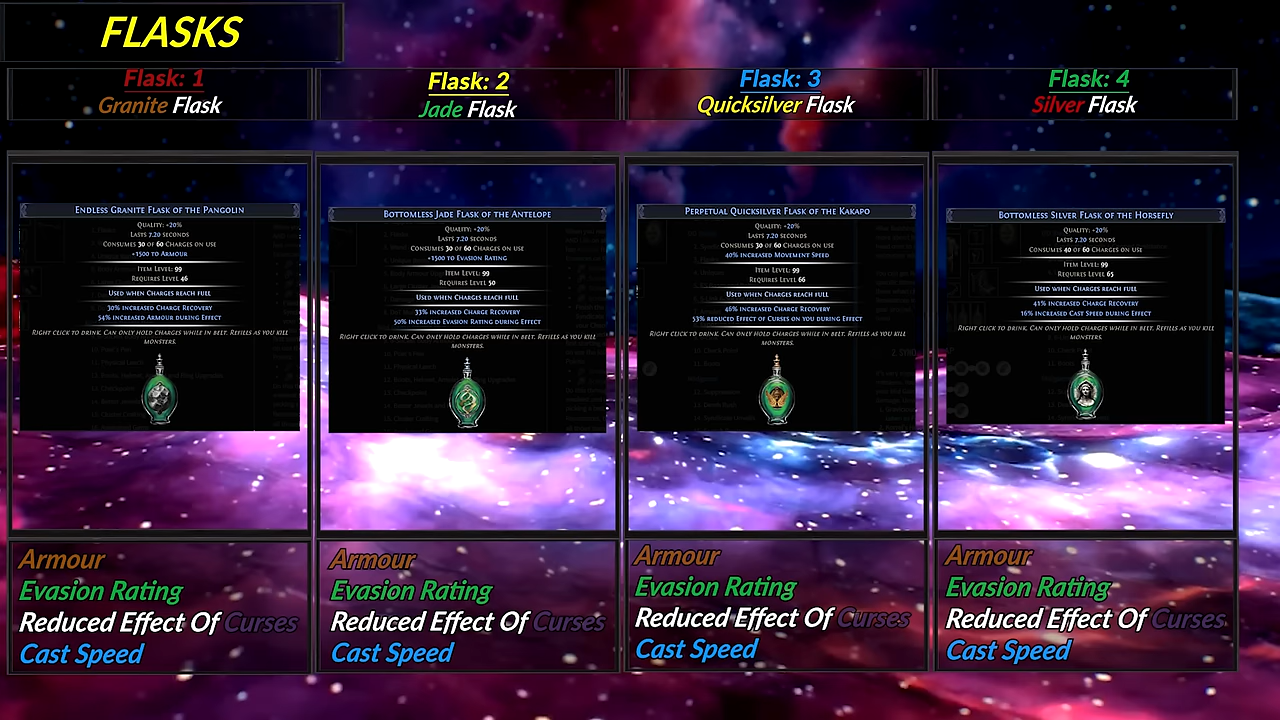 FLASKS
Flask: 1
Granite Flask
Flask: 2
Jade Flask
Flask: 3
Quicksilver Flask
Flask: 4
Silver Flask
Endless Granite Flask of the Pangolin
Quality: +20%
Lasts 7.20 seconds
Consumes 30 of 60 Charges on use
+1500 to Armour
Item Level: 99
Requires Level 46
Used when Charges reach full
30% increased Charge Recovery
54% increased Armour during Effect
Right click to drink. Can only hold charges while in belt. Refills as you kill
monsters.
Bottomless Jade Flask of the Antelope
Quality: +20%
Lasts 7.20 seconds
Consumes 30 of 60 Charges on use
+1500 to Evasion Rating
Item Level: 99
Requires Level 50
Used when Charges reach full
33% increased Charge Recovery
50% increased Evasion Rating during Effect
Right click to drink. Can only hold charges while in belt. Refills as you kill
monsters.
Perpetual Quicksilver Flask of the Kakapo
Quality: +20%
Lasts 7.20 seconds
Consumes 30 of 60 Charges on use
40% increased Movement Speed
Item Level: 99
Requires Level 66
Used when Charges reach full
46% increased Charge Recovery
53% reduced Effect of Curses on you during Effect
Right click to drink. Can only hold charges while in belt. Refills as you kill
monsters.
Bottomless Silver Flask of the Horsefly
Quality: +20%
Lasts 7.20 seconds
Consumes 40 of 60 Charges on use
Item Level: 99
Requires Level 65
Used when Charges reach full
41% increased Charge Recovery
16% increased Cast Speed during Effect
Right click to drink. Can only hold charges while in belt. Refills as you kill
monsters.
Armour
Evasion Rating
Reduced Effect Of Curses
Cast Speed
Armour
Evasion Rating
Reduced Effect Of Curses
Cast Speed
Armour
Evasion Rating
Reduced Effect Of Curses
Cast Speed
Armour
Evasion Rating
Reduced Effect Of Curses
Cast Speed